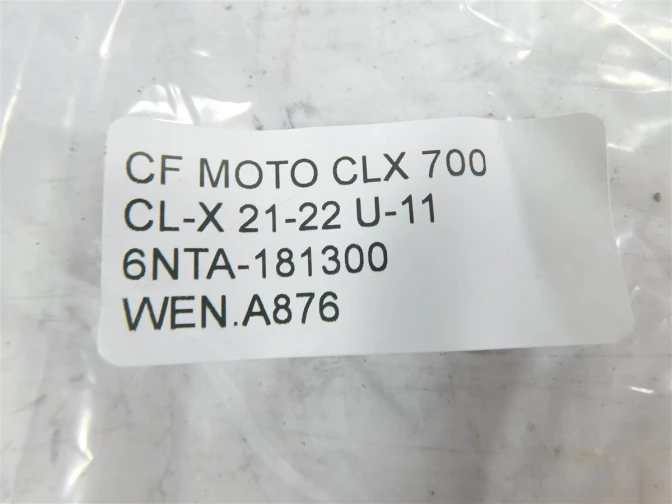 CF MOTO CLX 700
CL-X 21-22 U-11
6NTA-181300
WEN.A876